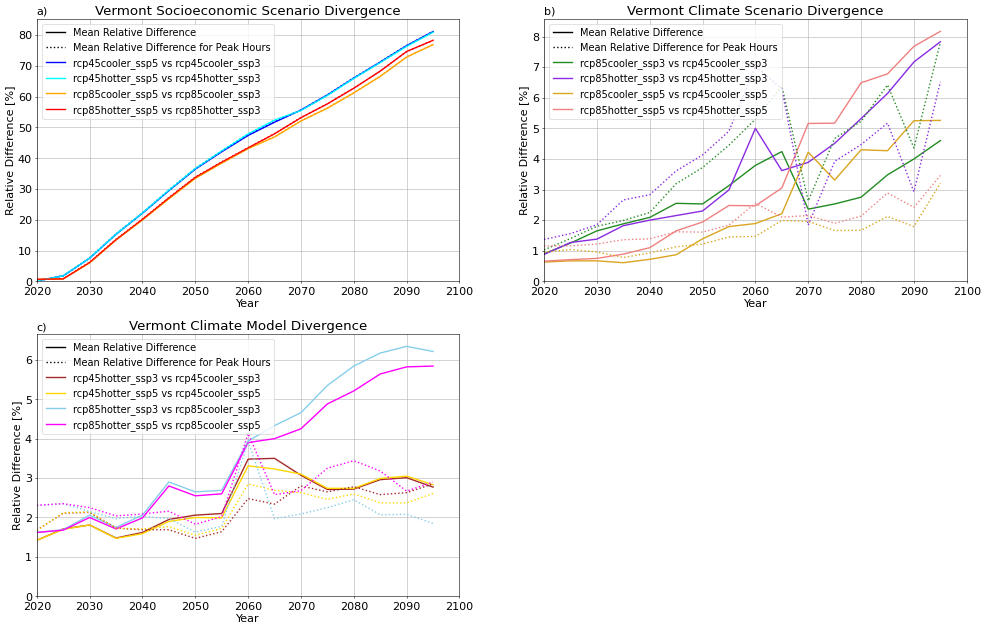 a)
Vermont Socioeconomic Scenario Divergence
Mean Relative Difference
Mean Relative Difference for Peak Hours
rcp45cooler_ssp5 vs rcp45cooler_ssp3
rcp45hotter_ssp5 vs rcp45hotter_ssp3
rcp85cooler_ssp5 vs rcp85cooler_ssp3
rcp85hotter_ssp5 vs rcp85hotter_ssp3
Relative Difference [%]
80
70
60
50
40
30
20
10
0
2020 2030 2040 2050 2060 2070 2080 2090 2100
Year
b)
Vermont Climate Scenario Divergence
Mean Relative Difference
Mean Relative Difference for Peak Hours
rcp85cooler_ssp3 vs rcp45cooler_ssp3
rcp85hotter_ssp3 vs rcp45hotter_ssp3
rcp85cooler_ssp5 vs rcp45cooler_ssp5
rcp85hotter_ssp5 vs rcp45hotter_ssp5
Relative Difference [%]
8
7
6
5
4
3
2
1
0
2020 2030 2040 2050 2060 2070 2080 2090 2100
Year
c)
Vermont Climate Model Divergence
Mean Relative Difference
Mean Relative Difference for Peak Hours
rcp45hotter_ssp3 vs rcp45cooler_ssp3
rcp45hotter_ssp5 vs rcp45cooler_ssp5
rcp85hotter_ssp3 vs rcp85cooler_ssp3
rcp85hotter_ssp5 vs rcp85cooler_ssp5
Relative Difference [%]
6
5
4
3
2
1
0
2020 2030 2040 2050 2060 2070 2080 2090 2100
Year